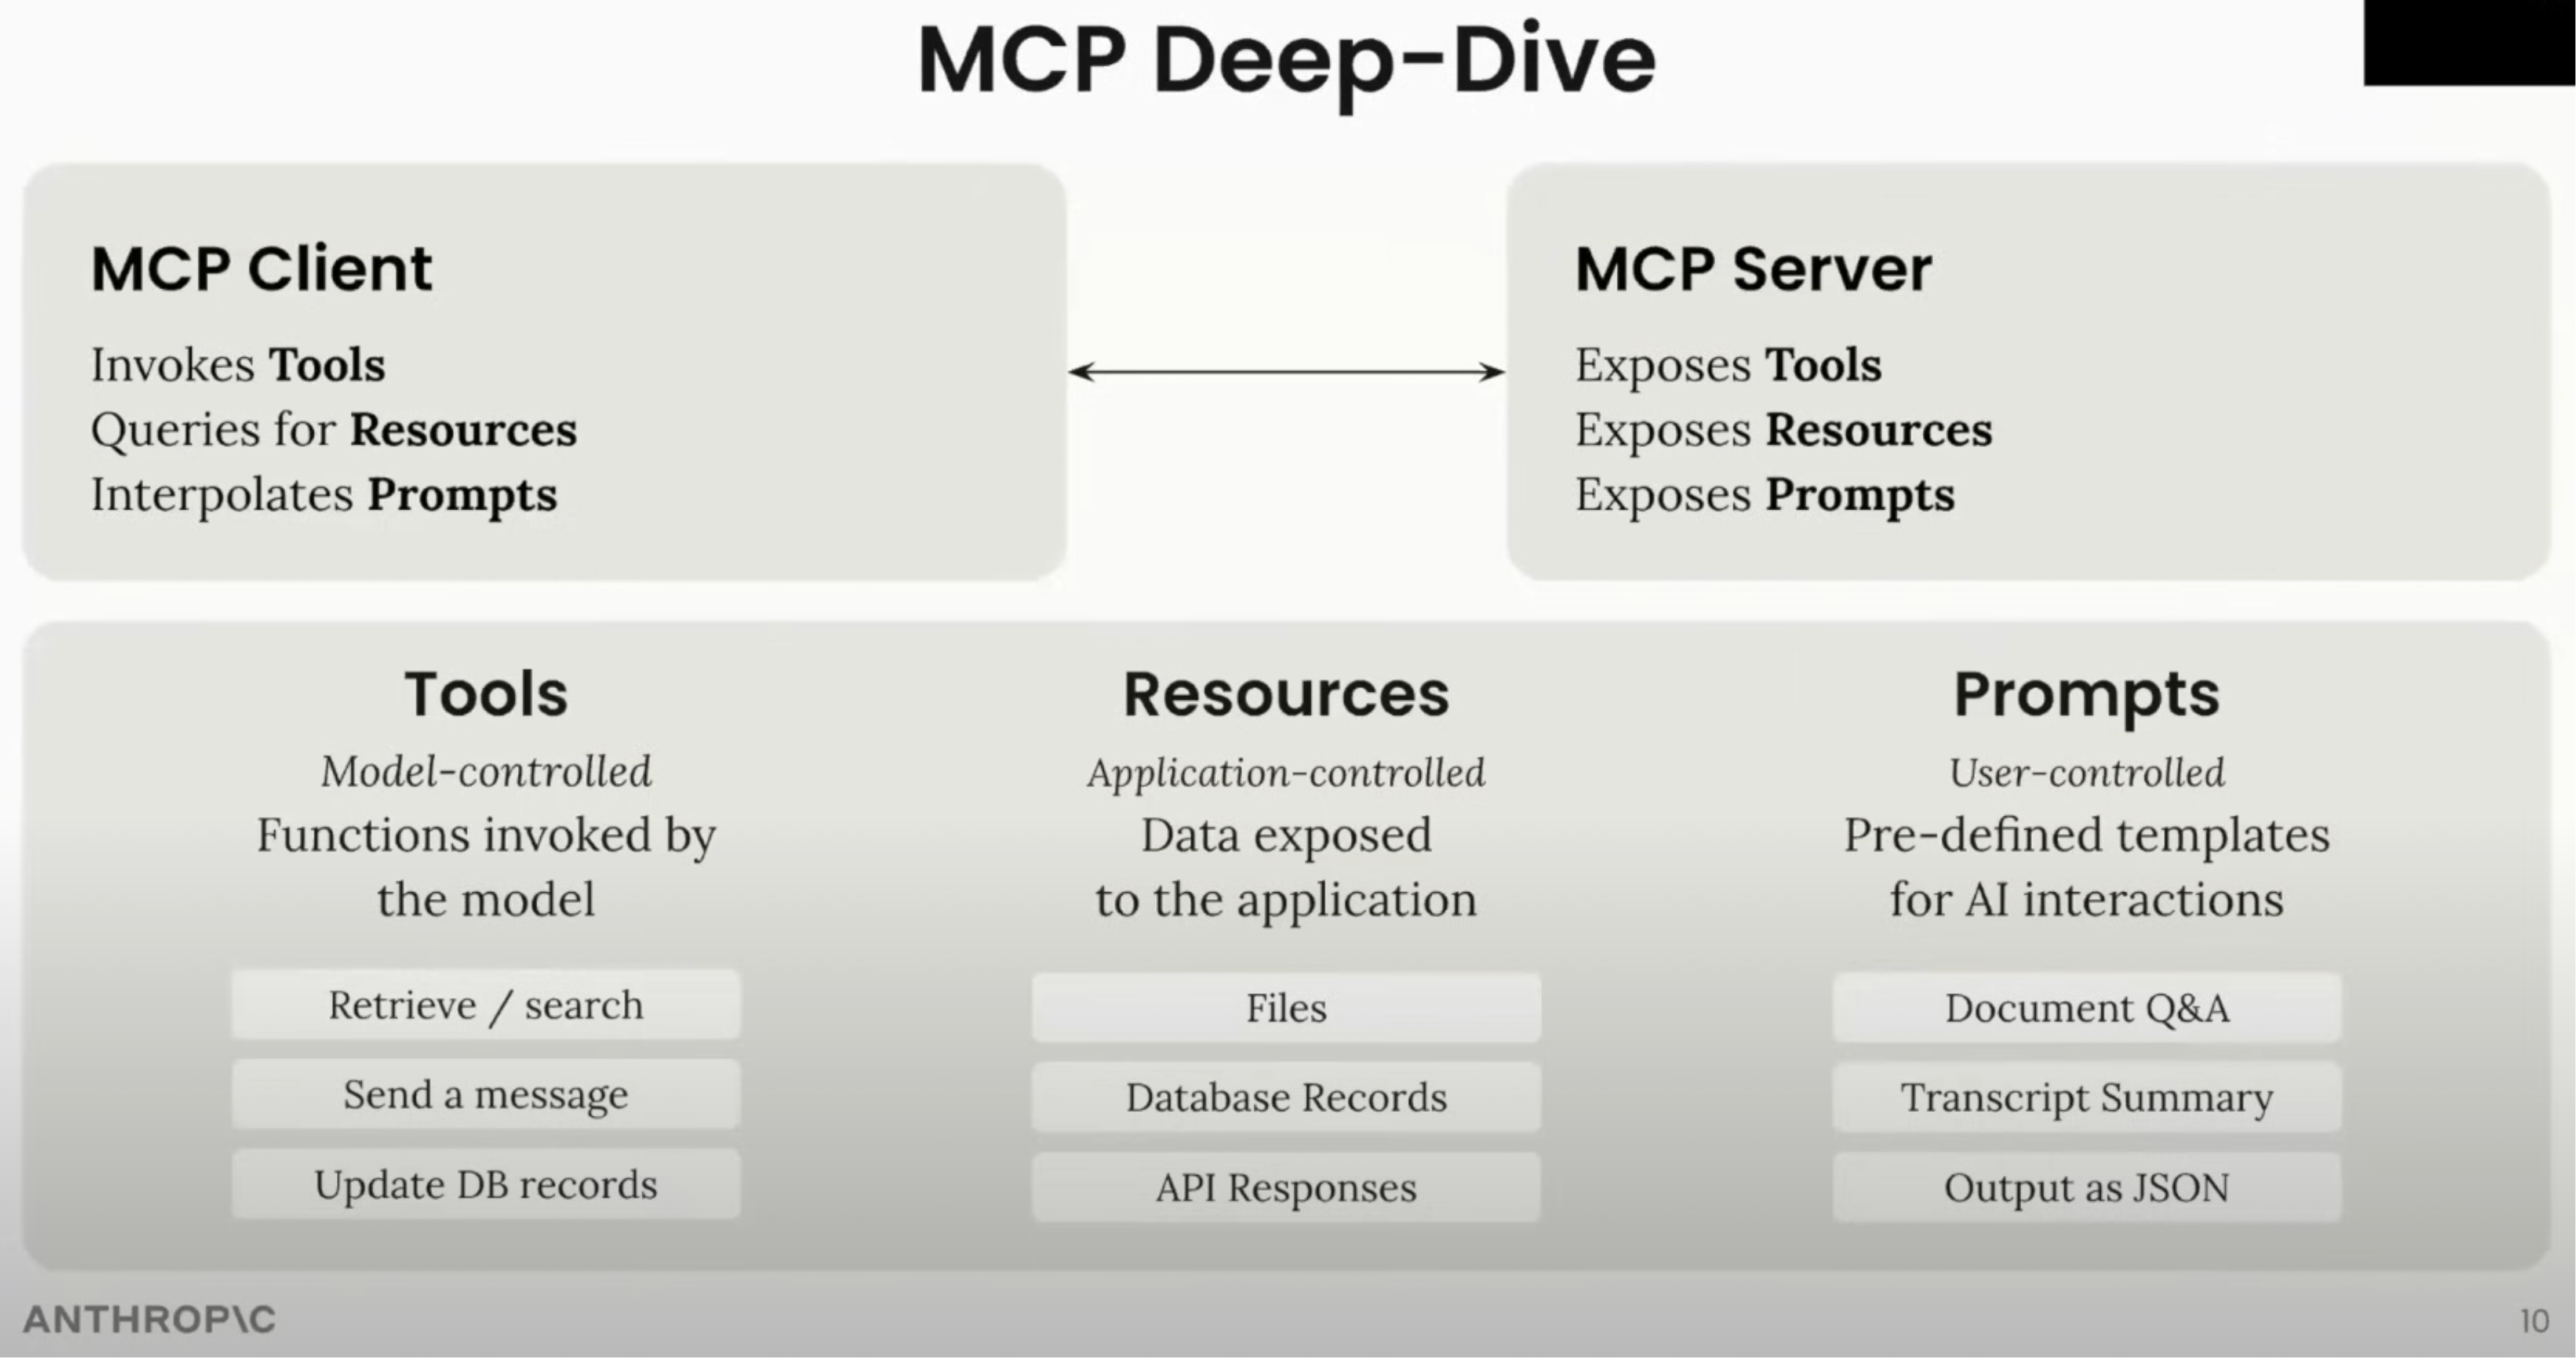 MCP Deep-Dive
MCP Client
Invokes Tools
Queries for Resources
Interpolates Prompts
MCP Server
Exposes Tools
Exposes Resources
Exposes Prompts
Tools
Model-controlled
Functions invoked by
the model
Retrieve / search
Send a message
Update DB records
Resources
Application-controlled
Data exposed
to the application
Files
Database Records
API Responses
Prompts
User-controlled
Pre-defined templates
for AI interactions
Document Q&A
Transcript Summary
Output as JSON
ANTHROP\C
10